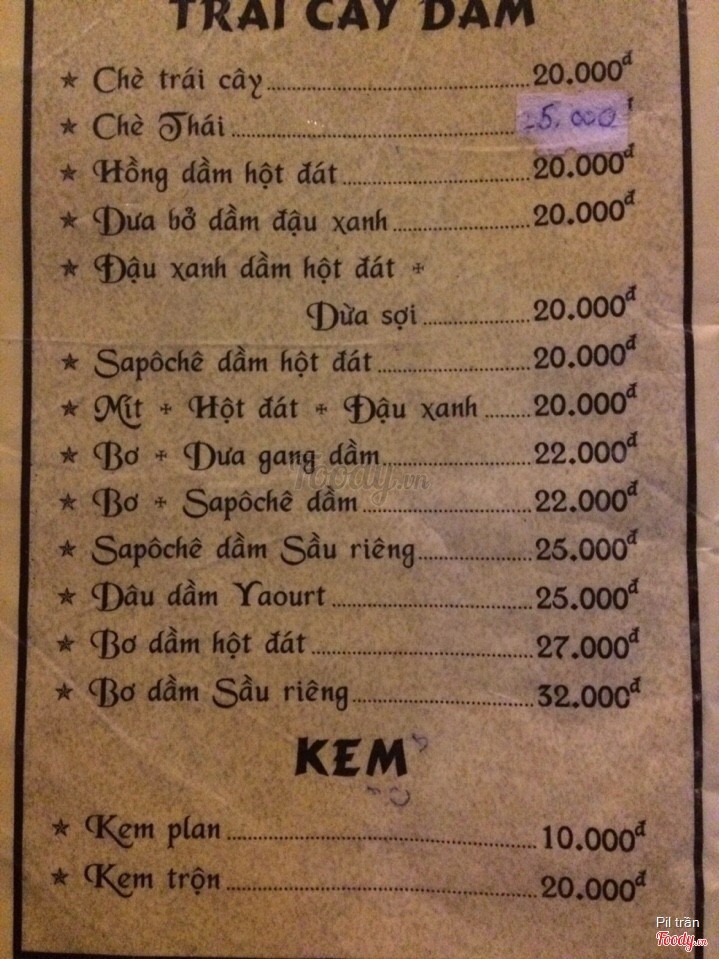 TRÁI CÂY DẦM
Chè trái cây 20.000đ
Chè Thái 25.000
Hồng dầm hột đát 20.000đ
Dưa bở dầm đậu xanh 20.000đ
Đậu xanh dầm hột đát +
Dừa sợi 20.000đ
Sapôchê dầm hột đát 20.000đ
Mít + Hột đát + Đậu xanh 20.000đ
Bơ + Dưa gang dầm 22.000đ
Bơ + Sapôchê dầm 22.000đ
Sapôchê dầm Sầu riêng 25.000đ
Dâu dầm Yaourt 25.000đ
Bơ dầm hột đát 27.000đ
Bơ dầm Sầu riêng 32.000đ
KEM
Kem plan 10.000đ
Kem trộn 20.000đ
Foody.vn
Pil trần
Foody.vn